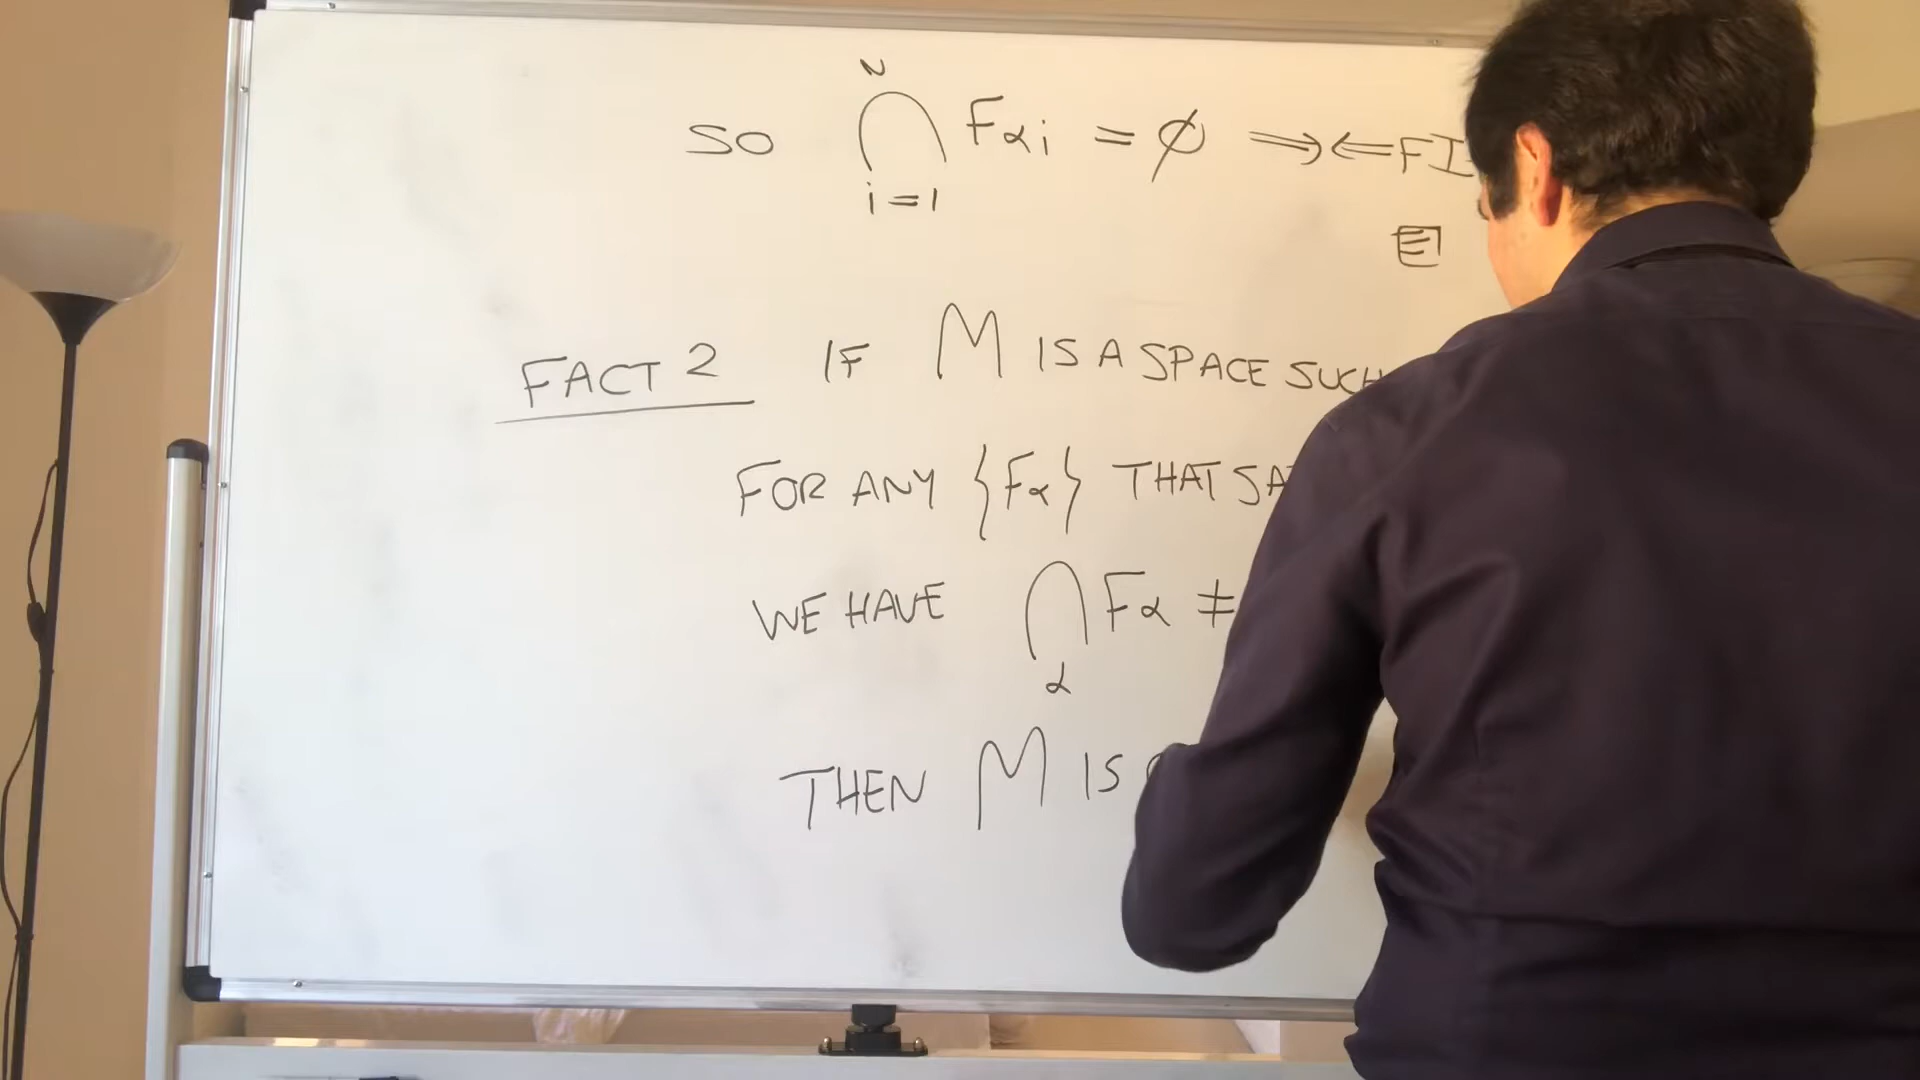 N
SO ⋂ Fαi = ∅ ⇒⇐ FI
i=1
FACT 2 IF M IS A SPACE SUCH
FOR ANY {Fα} THAT SA
WE HAVE ⋂ Fα ≠
α
THEN M IS